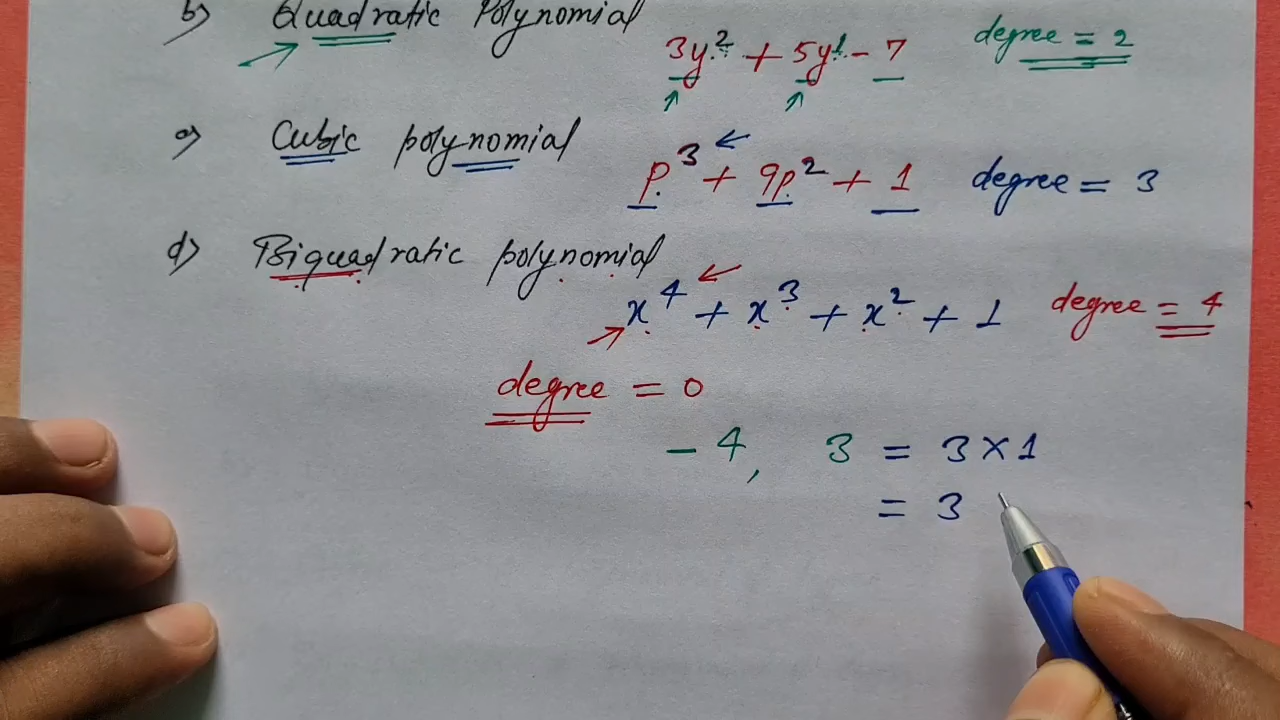 b) Quadratic Polynomial
3y² + 5y¹ - 7 degree = 2
c) Cubic polynomial
p³ + 9p² + 1 degree = 3
d) Biquadratic polynomial
x⁴ + x³ + x² + 1 degree = 4
degree = 0
- 4, 3 = 3 × 1
= 3